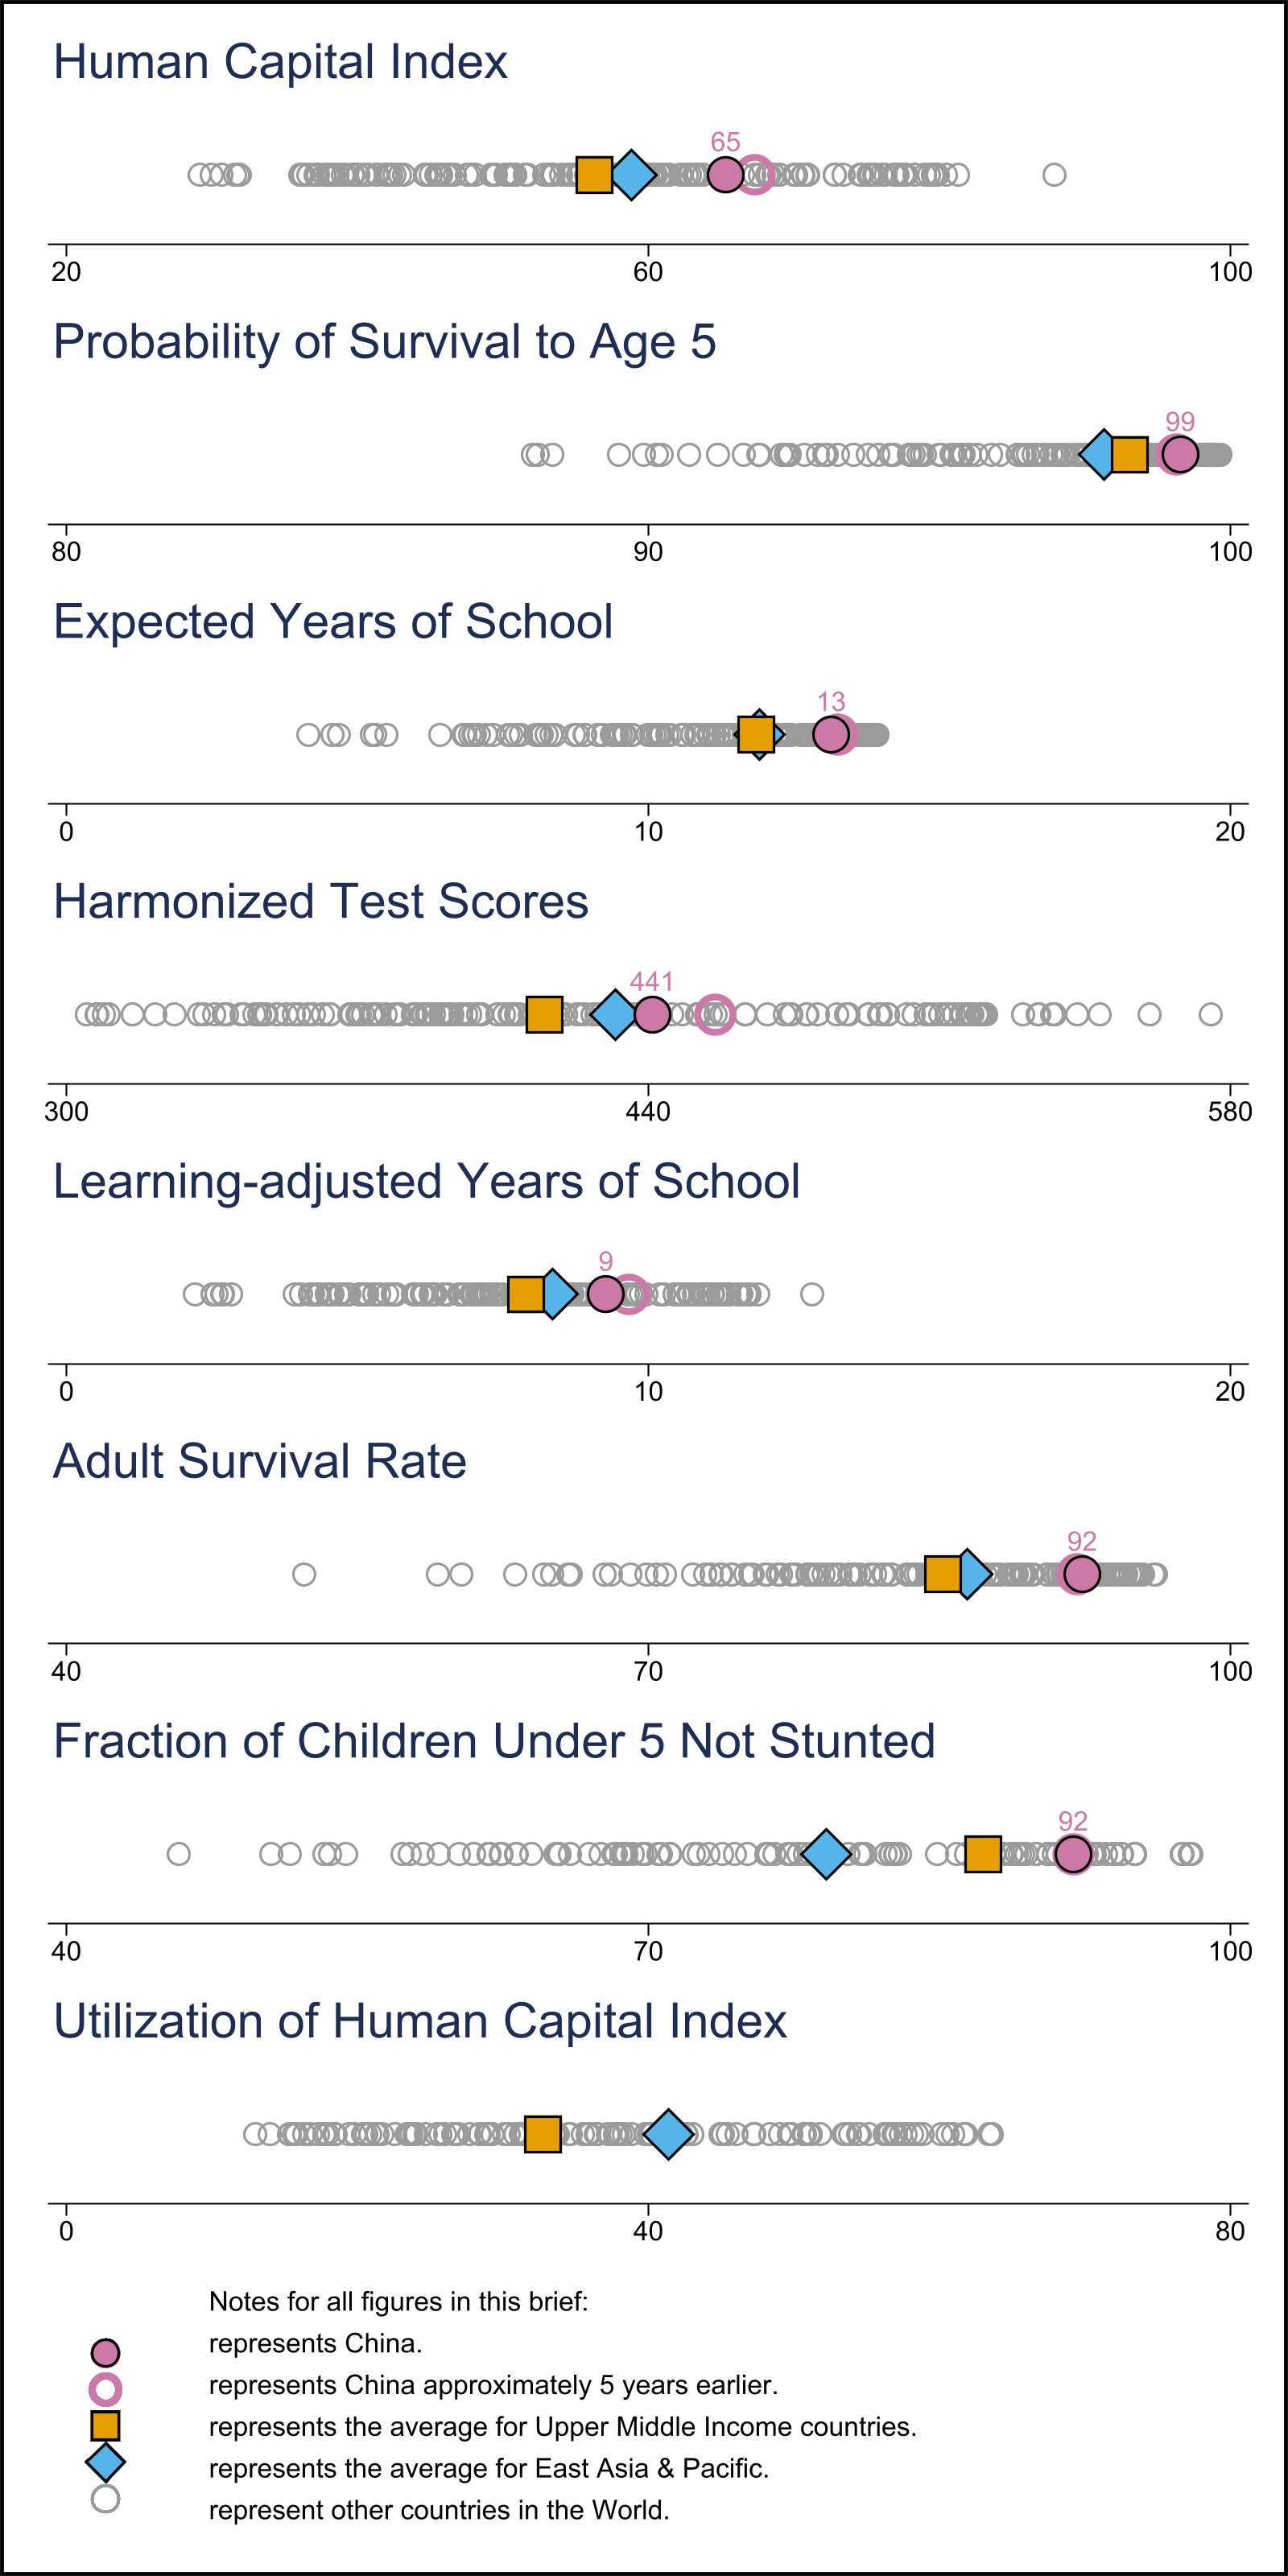 Human Capital Index
65
20 60 100
Probability of Survival to Age 5
99
80 90 100
Expected Years of School
13
0 10 20
Harmonized Test Scores
441
300 440 580
Learning-adjusted Years of School
9
0 10 20
Adult Survival Rate
92
40 70 100
Fraction of Children Under 5 Not Stunted
92
40 70 100
Utilization of Human Capital Index
0 40 80
Notes for all figures in this brief:
represents China.
represents China approximately 5 years earlier.
represents the average for Upper Middle Income countries.
represents the average for East Asia & Pacific.
represent other countries in the World.